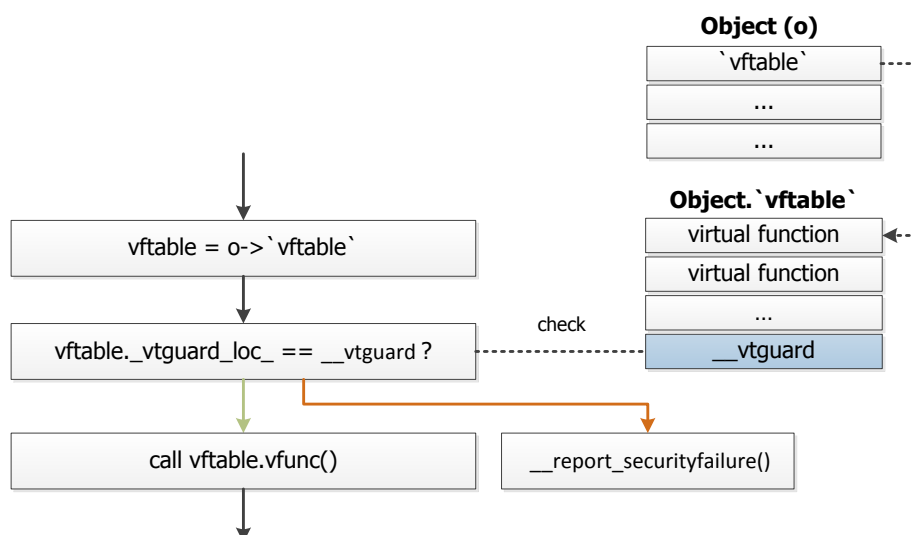 Object (o)
`vftable`
...
...
Object.`vftable`
virtual function
virtual function
...
__vtguard
vftable = o->`vftable`
check
vftable._vtguard_loc_ == __vtguard ?
call vftable.vfunc()
__report_securityfailure()